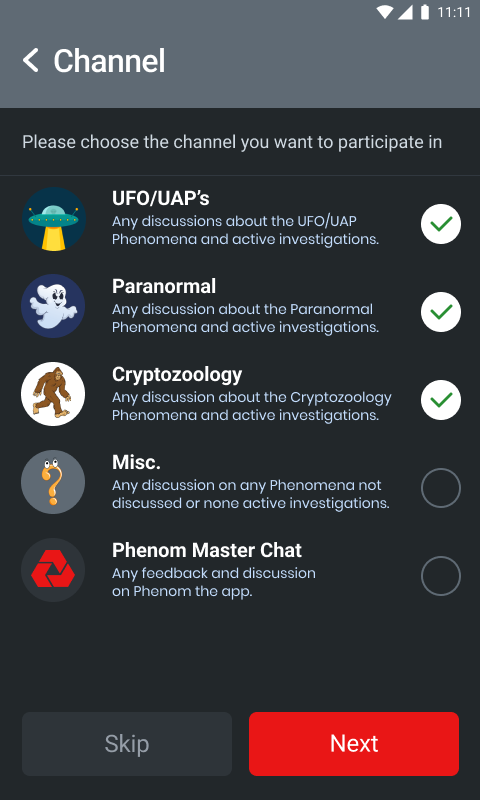 11:11
Channel
Please choose the channel you want to participate in
UFO/UAP’s
Any discussions about the UFO/UAP
Phenomena and active investigations.
Paranormal
Any discussion about the Paranormal
Phenomena and active investigations.
Cryptozoology
Any discussion about the Cryptozoology
Phenomena and active investigations.
Misc.
Any discussion on any Phenomena not
discussed or none active investigations.
Phenom Master Chat
Any feedback and discussion
on Phenom the app.
Skip
Next